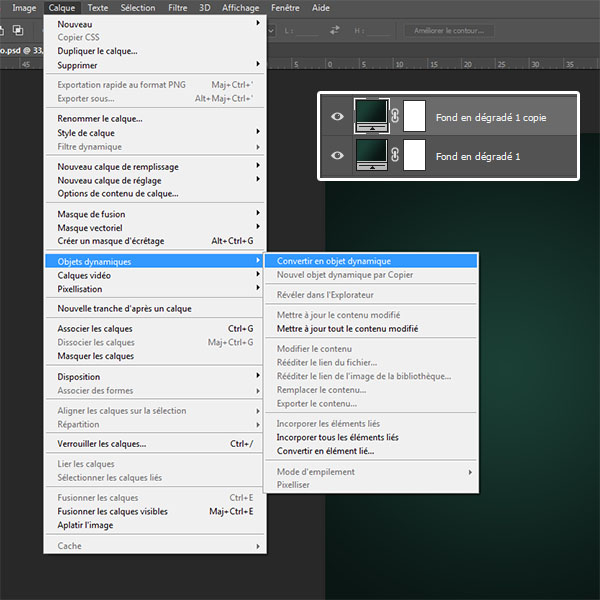 Image Calque Texte Sélection Filtre 3D Affichage Fenêtre Aide
L : H : Améliorer le contour...
o.psd @ 33,
45 0 5 10 15 20 25 30 35
Nouveau
Copier CSS
Dupliquer le calque...
Supprimer
Exportation rapide au format PNG Maj+Ctrl+'
Exporter sous... Alt+Maj+Ctrl+'
Renommer le calque...
Style de calque
Filtre dynamique
Nouveau calque de remplissage
Nouveau calque de réglage
Options de contenu de calque...
Masque de fusion
Masque vectoriel
Créer un masque d'écrêtage Alt+Ctrl+G
Objets dynamiques
Calques vidéo
Pixellisation
Nouvelle tranche d'après un calque
Associer les calques Ctrl+G
Dissocier les calques Maj+Ctrl+G
Masquer les calques
Disposition
Associer des formes
Aligner les calques sur la sélection
Répartition
Verrouiller les calques... Ctrl+/
Lier les calques
Sélectionner les calques liés
Fusionner les calques Ctrl+E
Fusionner les calques visibles Maj+Ctrl+E
Aplatir l'image
Cache
Convertir en objet dynamique
Nouvel objet dynamique par Copier
Révéler dans l'Explorateur
Mettre à jour le contenu modifié
Mettre à jour tout le contenu modifié
Modifier le contenu
Rééditer le lien du fichier...
Rééditer le lien de l'image de la bibliothèque...
Remplacer le contenu...
Exporter le contenu...
Incorporer les éléments liés
Incorporer tous les éléments liés
Convertir en élément lié...
Mode d'empilement
Pixelliser
Fond en dégradé 1 copie
Fond en dégradé 1